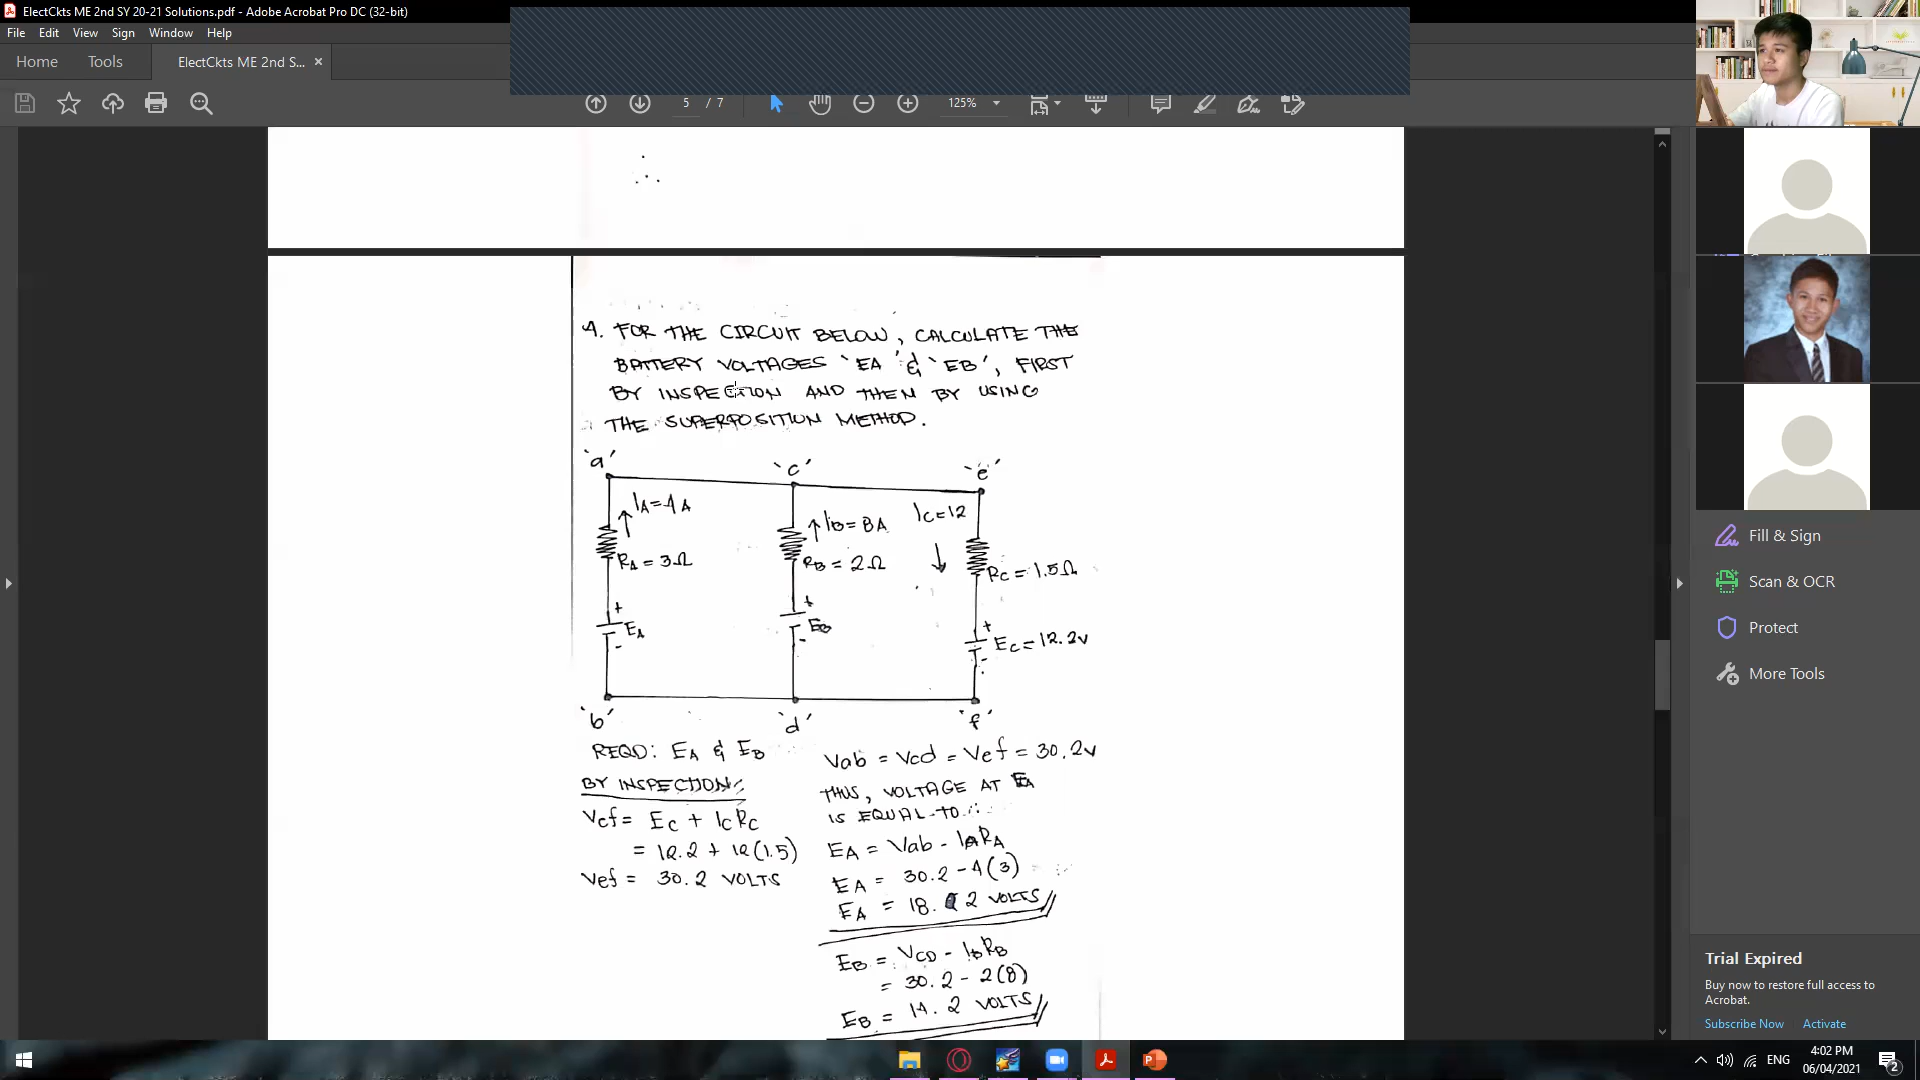 ElectCkts ME 2nd SY 20-21 Solutions.pdf - Adobe Acrobat Pro DC (32-bit)
File Edit View Sign Window Help
Home Tools ElectCkts ME 2nd S... ×
5 / 7 125%
4. FOR THE CIRCUIT BELOW, CALCULATE THE
BATTERY VOLTAGES `EA' & `EB', FIRST
BY INSPECTION AND THEN BY USING
THE SUPERPOSITION METHOD.
`a' `c' `e'
IA=4A IB=8A IC=12
RA=3Ω RB=2Ω RC=1.5Ω
+ + +
EA EB EC=12.2V
- - -
`b' `d' `f'
REQD: EA & EB
BY INSPECTION:
Vcf= EC + ICRC
= 12.2 + 12(1.5)
Vef = 30.2 VOLTS
Vab = Vcd = Vef = 30.2V
THUS, VOLTAGE AT EA
IS EQUAL TO:
EA = Vab - IARA
EA = 30.2 - 4(3)
EA = 18.2 VOLTS
EB = VCD - IBRB
= 30.2 - 2(8)
EB = 14.2 VOLTS
Fill & Sign
Scan & OCR
Protect
More Tools
Trial Expired
Buy now to restore full access to
Acrobat.
Subscribe Now Activate
ENG
4:02 PM
06/04/2021
2